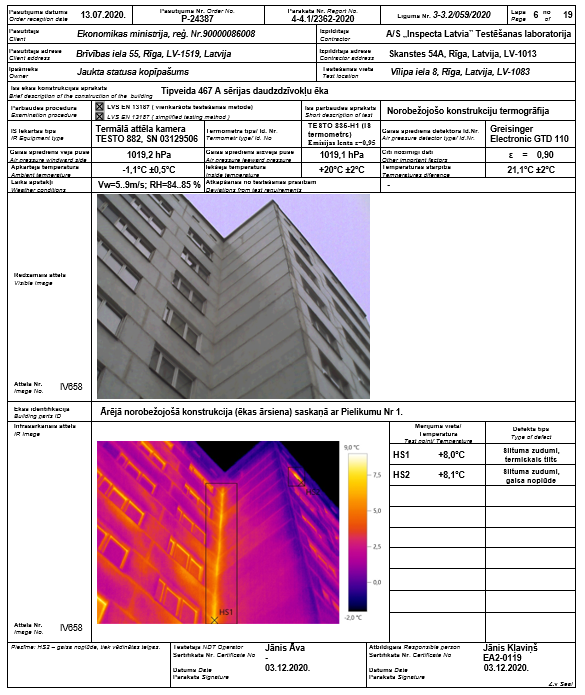 Pasūtījuma datums 13.07.2020. Pasūtījuma Nr. Order No. P-24387 Parakata Nr. Report No. 4-4.1/2362-2020 Līguma Nr. 3-3.2/059/2020 Lapa 6 no 19
Order reception date Page of
Pasūtītājs Ekonomikas ministrija, reģ. Nr.90000086008 Izpildītājs A/S „Inspecta Latvia” Testēšanas laboratorija
Client Contractor
Pasūtītāja adrese Brīvības iela 55, Rīga, LV-1519, Latvija Izpildītāja adrese Skanstes 54A, Rīga, Latvija, LV-1013
Client address Contractor address
Īpašnieks Jaukta statusa kopīpašums Testēšanas vieta Vīlipa iela 8, Rīga, LV-1083
Owner Test location
Īss ēkas konstrukcijas apraksts Tipveida 467 A sērijas daudzdzīvokļu ēka
Brief description of the construction of the building
Pārbaudes procedūra LVS EN 13187 ( vienkāršota testēšanas metode) Īss pārbaudes apraksts Norobežojošo konstrukciju termogrāfija
Examination procedure LVS EN 13187 ( simplified testing method ) Short description of test
IS iekārtas tips Termālā attēla kamera TESTO 882, SN 03129506 Termometra tips/ Id. Nr. TESTO 835-H1 (IS termometrs) Emisijas koefic ε=0,95 Gaisa spiediena detektora Id.Nr. Greisinger Electronic GTD 110
IR Equipment type Termometr type/ Id. No Air pressure detektor type/ Id.Nr.
Gaisa spiediens vēja pusē 1019,2 hPa Gaisa spiediens aizvēja pusē 1019,1 hPa Citi nozīmīgi dati ε = 0,90
Air pressure windward side Air pressure leeward pressure Other important factors
Apkārtējā temperatūra -1,1°C ±0,5°C Iekšējā temperatūra +20°C ±2°C Temperatūras starpība 21,1°C ±2°C
Ambient temperature Inside temperature Temperatures diference
Laika apstākļi Vw=5..9m/s; RH=84..85 % Atkāpšanās no testēšanas prasībām -
Weather conditions Deviations from test requirements
Redzamais attēls
Visible image
Attēla Nr. IV658
Image No.
Ēkas identifikācija Ārējā norobežojošā konstrukcija (ēkas ārsiena) saskaņā ar Pielikumu Nr 1.
Building parts ID
Infrasarkanais attēls Mērījuma vieta/ Temperatūra Defekta tips
IR image Test point/ Temperature Type of defect
9,0 °C
7,5
5,0
2,5
0,0
-2,0 °C
HS2
HS1
HS1 +8,0°C Siltuma zudumi, termiskais tilts
HS2 +8,1°C Siltuma zudumi, gaisa noplūde
Attēla Nr. IV658
Image No.
Piezīme: HS2 – gaisa noplūde, tiek vēdinātas telpas.
Testētājs NDT Operator Jānis Āva Atbildīgais Responsible person Jānis Kļaviņš
Sertifikāta Nr. Certificate No - Sertifikāta Nr. Certificate No EA2-0119
Datums Date 03.12.2020. Datums Date 03.12.2020.
Paraksts Signature Paraksts Signature
Z.v Seal